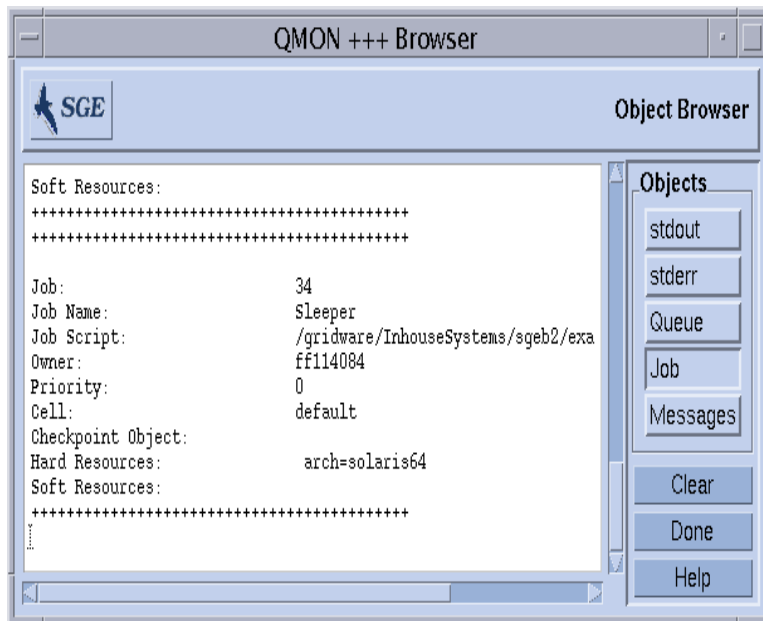 QMON +++ Browser
SGE
Object Browser
Soft Resources:
+++++++++++++++++++++++++++++++++++++++++++
+++++++++++++++++++++++++++++++++++++++++++
Job: 34
Job Name: Sleeper
Job Script: /gridware/InhouseSystems/sgeb2/exa
Owner: ff114084
Priority: 0
Cell: default
Checkpoint Object:
Hard Resources: arch=solaris64
Soft Resources:
+++++++++++++++++++++++++++++++++++++++++++
Objects
stdout
stderr
Queue
Job
Messages
Clear
Done
Help